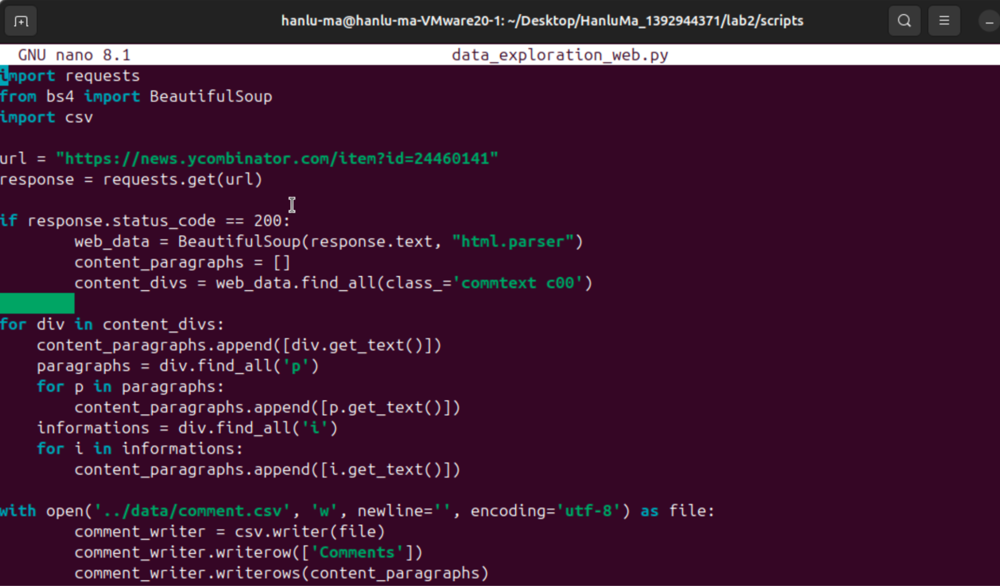 hanlu-ma@hanlu-ma-VMware20-1: ~/Desktop/HanluMa_1392944371/lab2/scripts
GNU nano 8.1 data_exploration_web.py
import requests
from bs4 import BeautifulSoup
import csv

url = "https://news.ycombinator.com/item?id=24460141"
response = requests.get(url)

if response.status_code == 200:
        web_data = BeautifulSoup(response.text, "html.parser")
        content_paragraphs = []
        content_divs = web_data.find_all(class_='commtext c00')

for div in content_divs:
    content_paragraphs.append([div.get_text()])
    paragraphs = div.find_all('p')
    for p in paragraphs:
        content_paragraphs.append([p.get_text()])
    informations = div.find_all('i')
    for i in informations:
        content_paragraphs.append([i.get_text()])

with open('../data/comment.csv', 'w', newline='', encoding='utf-8') as file:
        comment_writer = csv.writer(file)
        comment_writer.writerow(['Comments'])
        comment_writer.writerows(content_paragraphs)